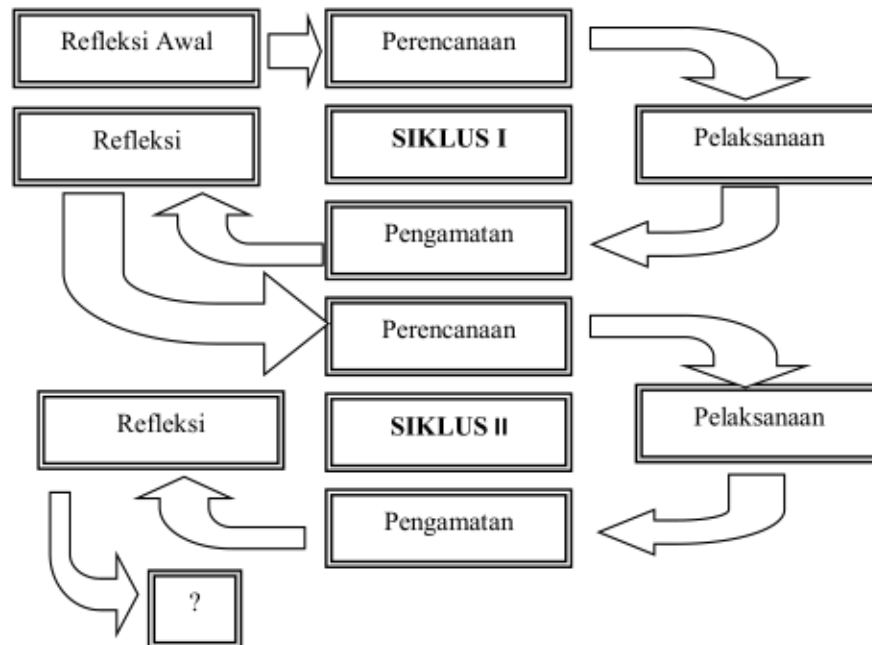 Refleksi Awal
Perencanaan
Refleksi
SIKLUS I
Pelaksanaan
Pengamatan
Perencanaan
Refleksi
SIKLUS II
Pelaksanaan
Pengamatan
?